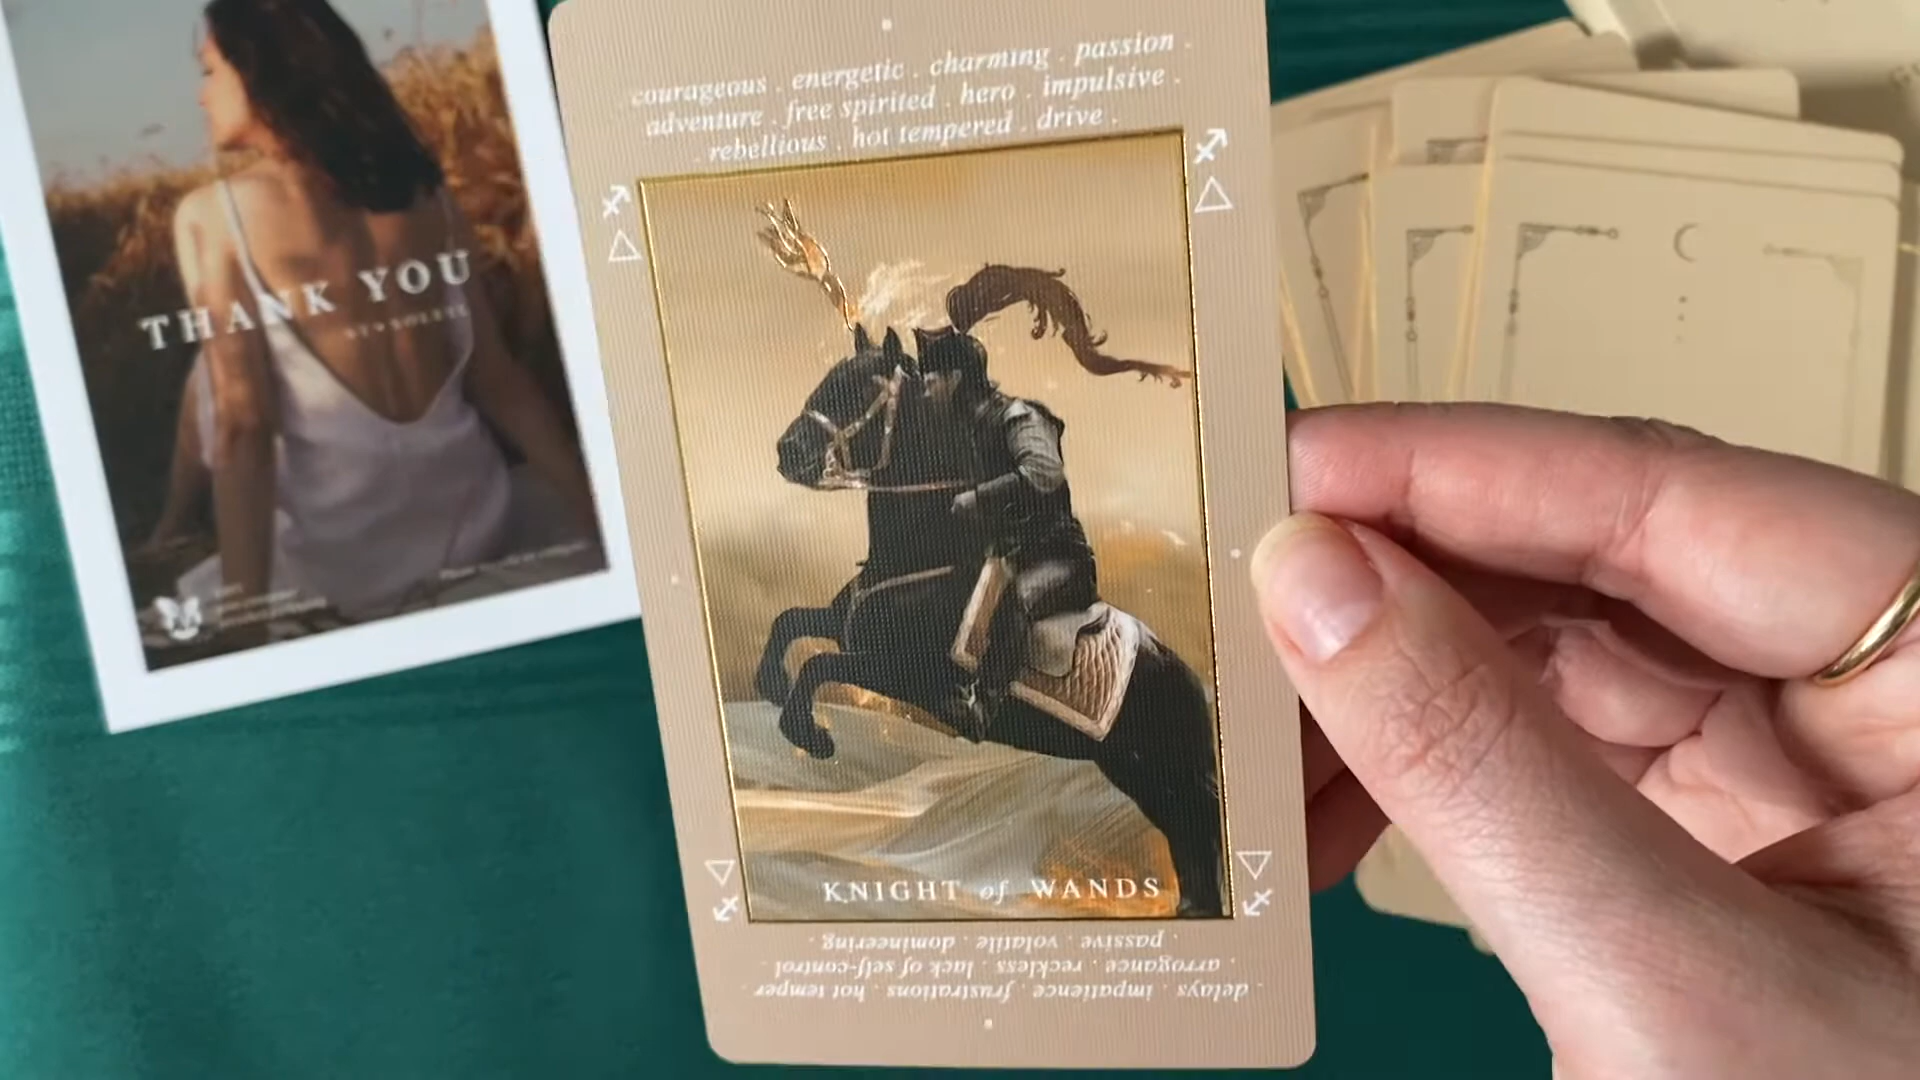 THANK YOU
courageous . energetic . charming . passion .
adventure . free spirited . hero . impulsive .
. rebellious . hot tempered . drive .
KNIGHT of WANDS
delays . impatience . frustrations . hot temper .
. arrogance . reckless . lack of self-control .
. passive . volatile . domineering .